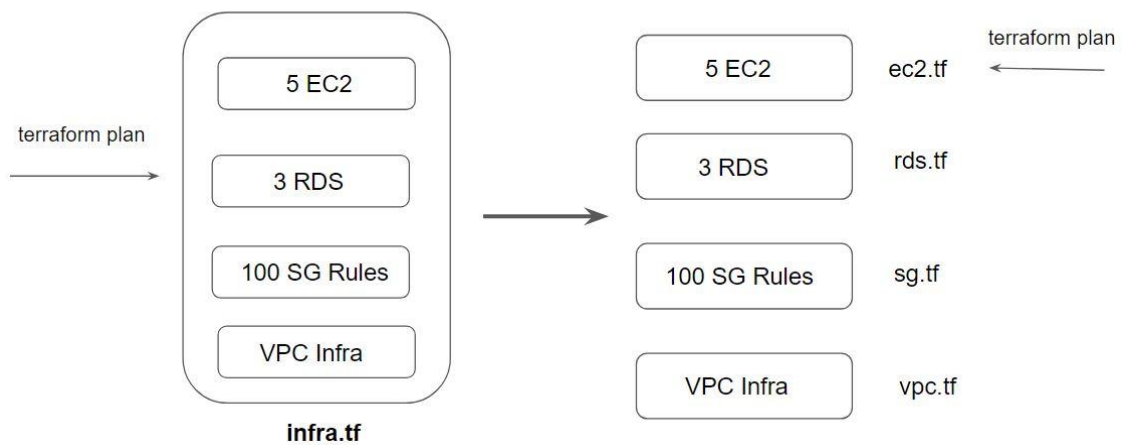 terraform plan
5 EC2
3 RDS
100 SG Rules
VPC Infra
infra.tf
5 EC2
ec2.tf
terraform plan
3 RDS
rds.tf
100 SG Rules
sg.tf
VPC Infra
vpc.tf